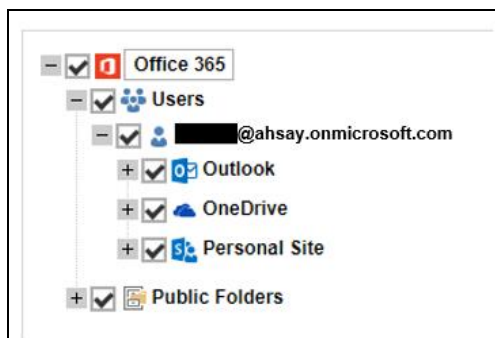 Office 365
Users
@ahsay.onmicrosoft.com
Outlook
OneDrive
Personal Site
Public Folders